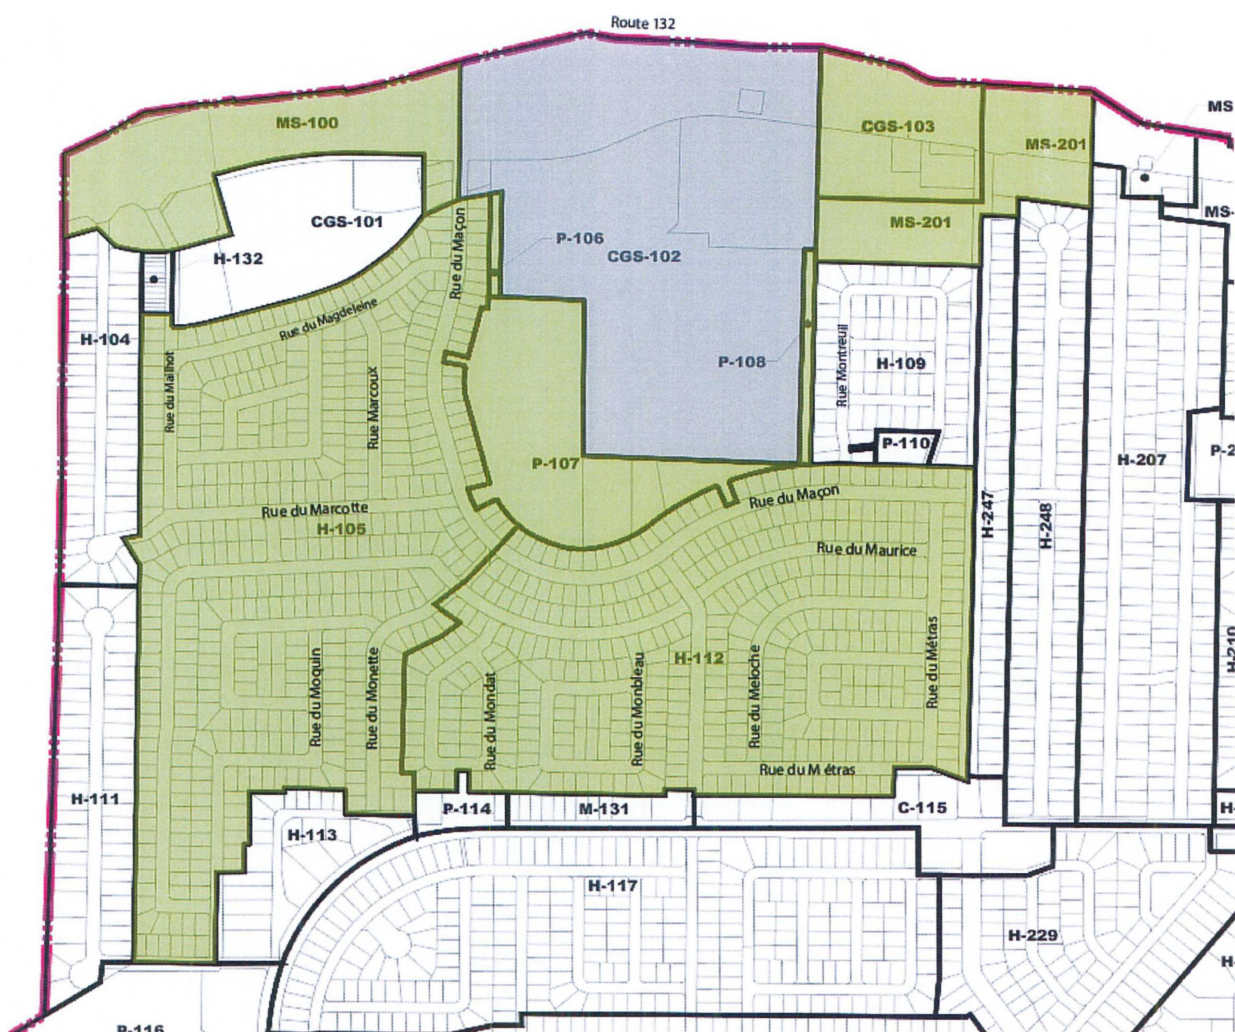 Route 132
MS-100
CGS-103
MS-201
MS
CGS-101
MS-201
MS-
H-132
Rue du Maçon
P-106
CGS-102
Rue du Magdeleine
H-104
Rue du Mailhot
Rue Marcoux
P-108
Rue Montreuil
H-109
P-110
P-2
P-107
H-207
Rue du Maçon
Rue du Marcotte
H-105
H-247
H-248
Rue du Maurice
H-112
Rue du Moquin
Rue du Monette
Rue du Mondat
Rue du Monbleau
Rue du Meloche
Rue du Métras
H-210
Rue du M étras
H-111
P-114
M-131
C-115
H-
H-113
H-117
H-229
H-
P-116